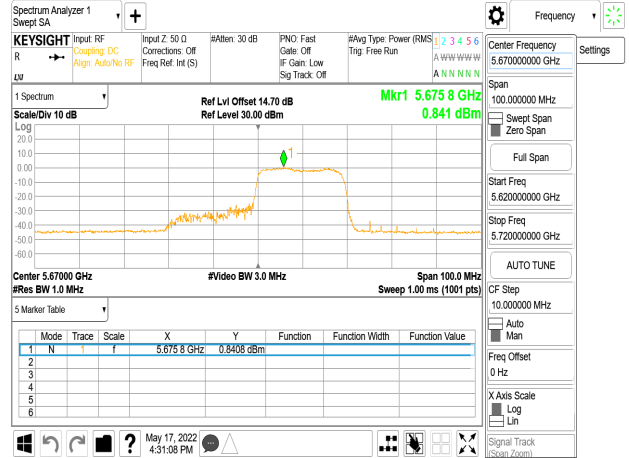 Spectrum Analyzer 1
Swept SA
Frequency
KEYSIGHT
R
Input: RF
Coupling: DC
Align: Auto/No RF
Input Z: 50 Ω
Corrections: Off
Freq Ref: Int (S)
#Atten: 30 dB
PNO: Fast
Gate: Off
IF Gain: Low
Sig Track: Off
#Avg Type: Power (RMS
Trig: Free Run
1 2 3 4 5 6
A W W W W W
A N N N N N
Center Frequency
5.670000000 GHz
Settings
Span
100.000000 MHz
Swept Span
Zero Span
Full Span
Start Freq
5.620000000 GHz
Stop Freq
5.720000000 GHz
AUTO TUNE
CF Step
10.000000 MHz
Auto
Man
Freq Offset
0 Hz
X Axis Scale
Log
Lin
Signal Track
(Span Zoom)
1 Spectrum
Scale/Div 10 dB
Ref Lvl Offset 14.70 dB
Ref Level 30.00 dBm
Mkr1 5.675 8 GHz
0.841 dBm
Log
20.0
10.0
0.00
-10.0
-20.0
-30.0
-40.0
-50.0
-60.0
1
Center 5.67000 GHz
#Res BW 1.0 MHz
#Video BW 3.0 MHz
Span 100.0 MHz
Sweep 1.00 ms (1001 pts)
5 Marker Table
Mode Trace Scale X Y Function Function Width Function Value
1 N 1 f 5.675 8 GHz 0.8408 dBm
2
3
4
5
6
?
May 17, 2022
4:31:08 PM